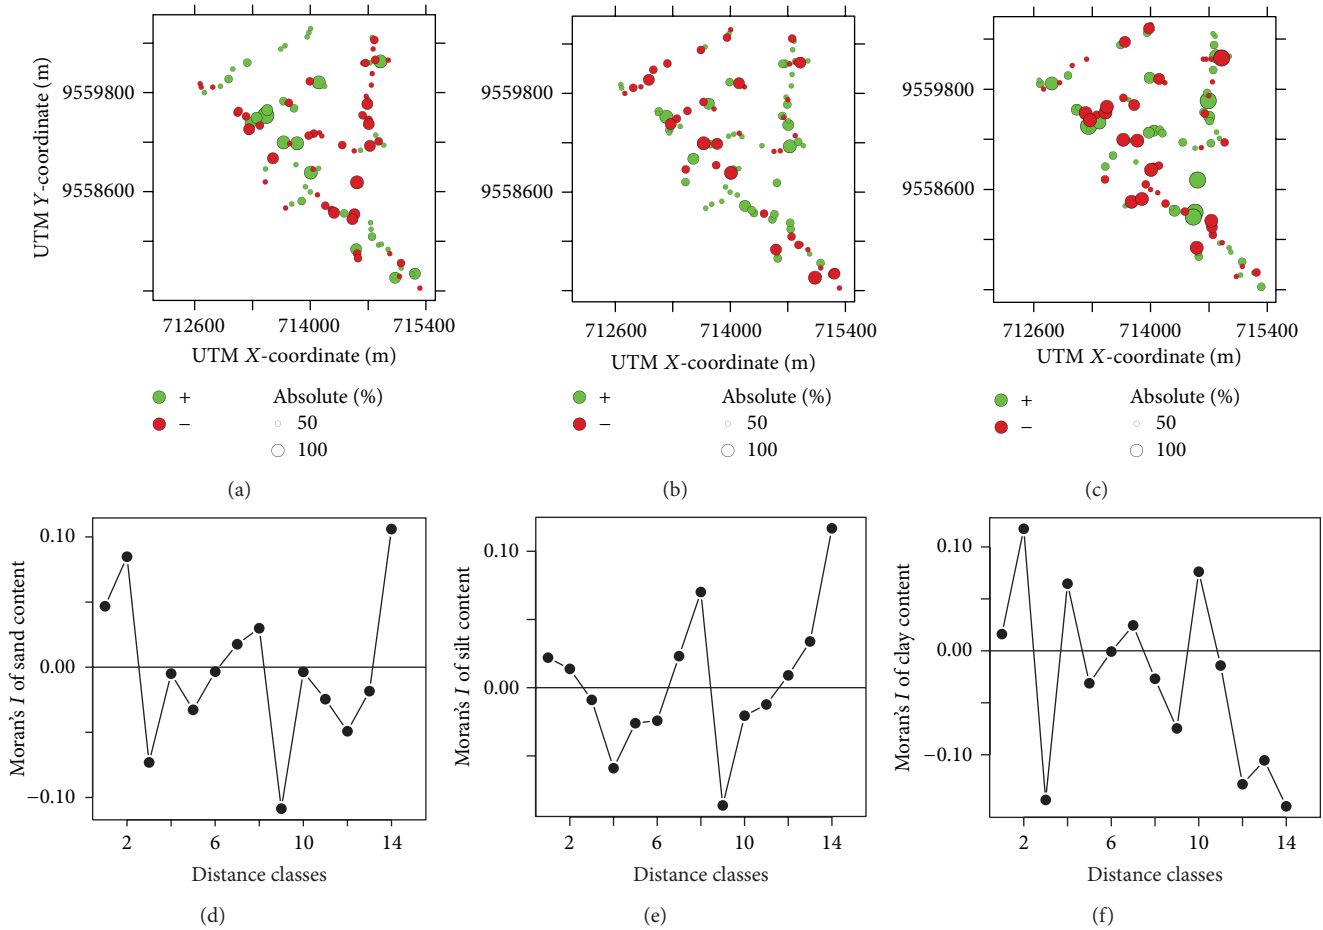 UTM Y-coordinate (m)
9559800
9558600
712600 714000 715400
UTM X-coordinate (m)
+ Absolute (%)
− 50
100
(a)
9559800
9558600
712600 714000 715400
UTM X-coordinate (m)
+ Absolute (%)
− 50
100
(b)
9559800
9558600
712600 714000 715400
UTM X-coordinate (m)
+ Absolute (%)
− 50
100
(c)
Moran's I of sand content
0.10
0.00
−0.10
2 6 10 14
Distance classes
(d)
Moran's I of silt content
0.10
0.00
2 6 10 14
Distance classes
(e)
Moran's I of clay content
0.10
0.00
−0.10
2 6 10 14
Distance classes
(f)